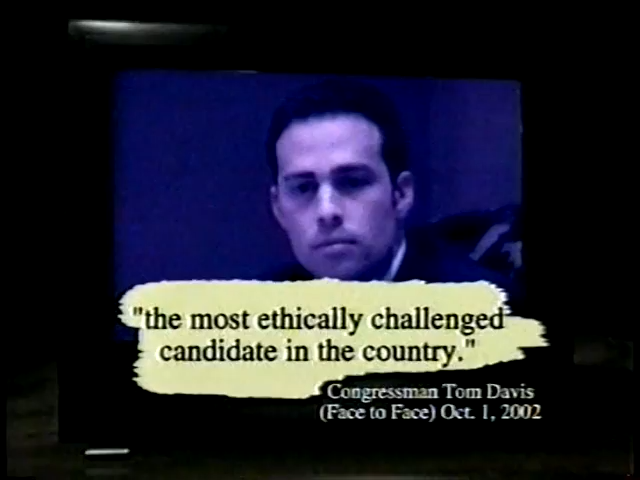 "the most ethically challenged
candidate in the country."
Congressman Tom Davis
(Face to Face) Oct. 1, 2002